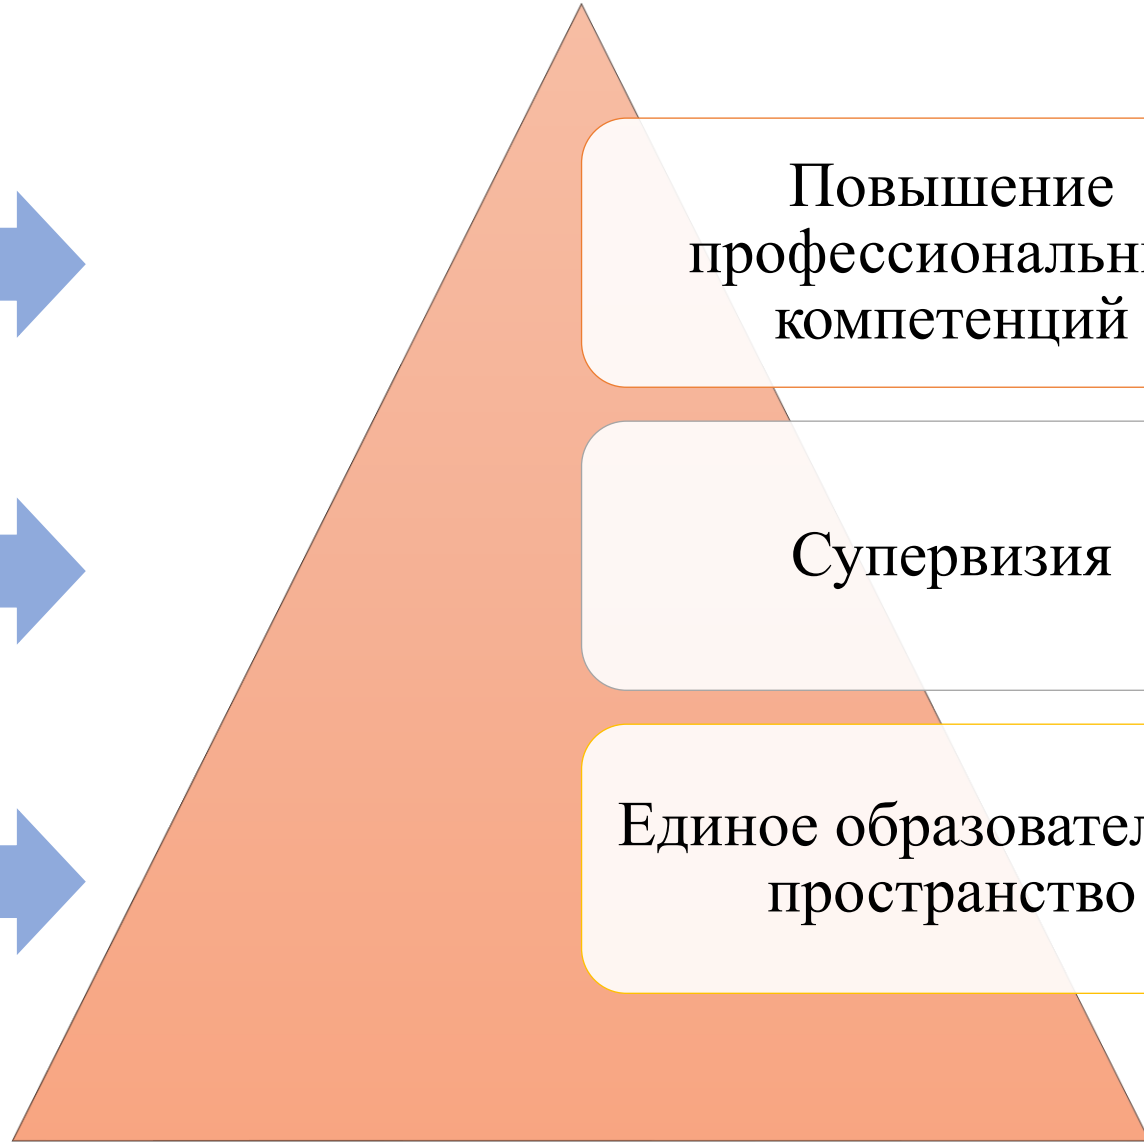 Повышение
профессиональн
компетенций
Супервизия
Единое образовател
пространство